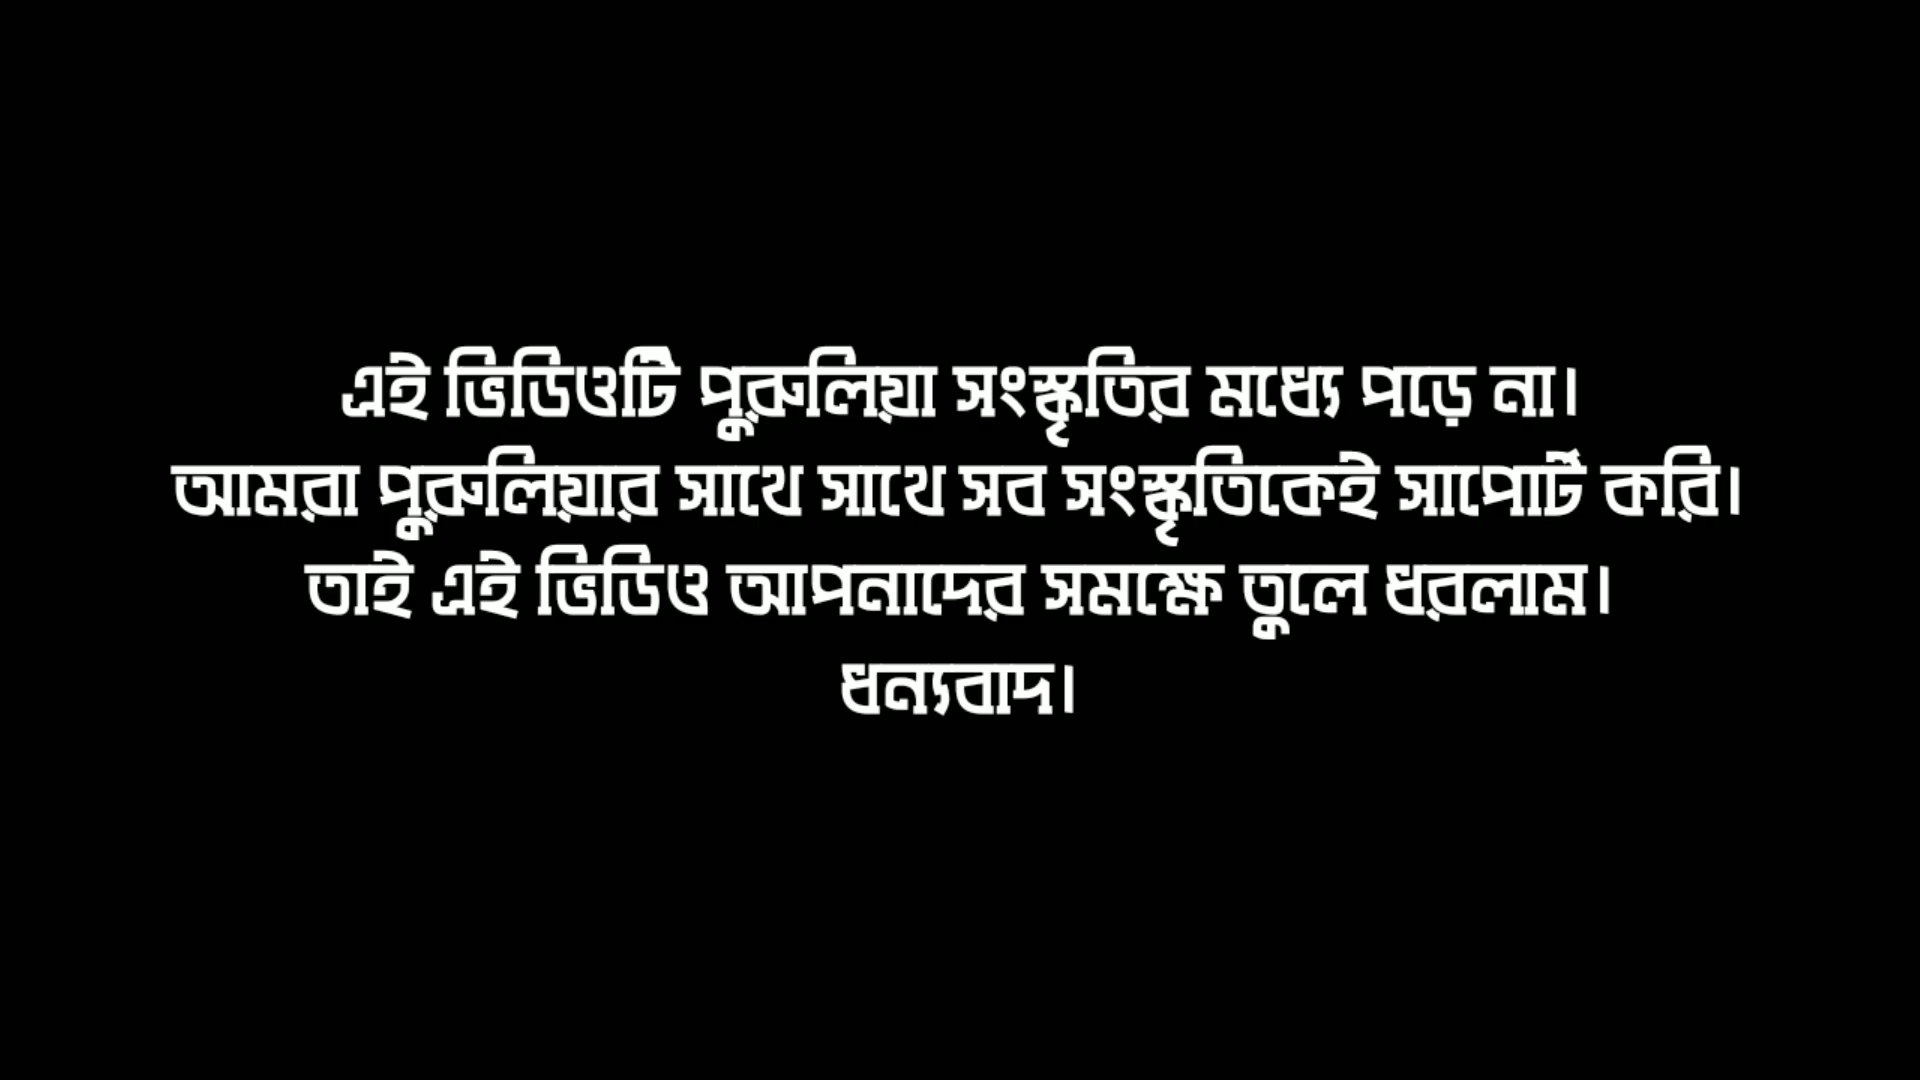 এই ভিডিওটি পুরুলিয়া সংস্কৃতির মধ্যে পড়ে না।
আমরা পুরুলিয়ার সাথে সাথে সব সংস্কৃতিকেই সাপোর্ট করি।
তাই এই ভিডিও আপনাদের সমক্ষে তুলে ধরলাম।
ধন্যবাদ।